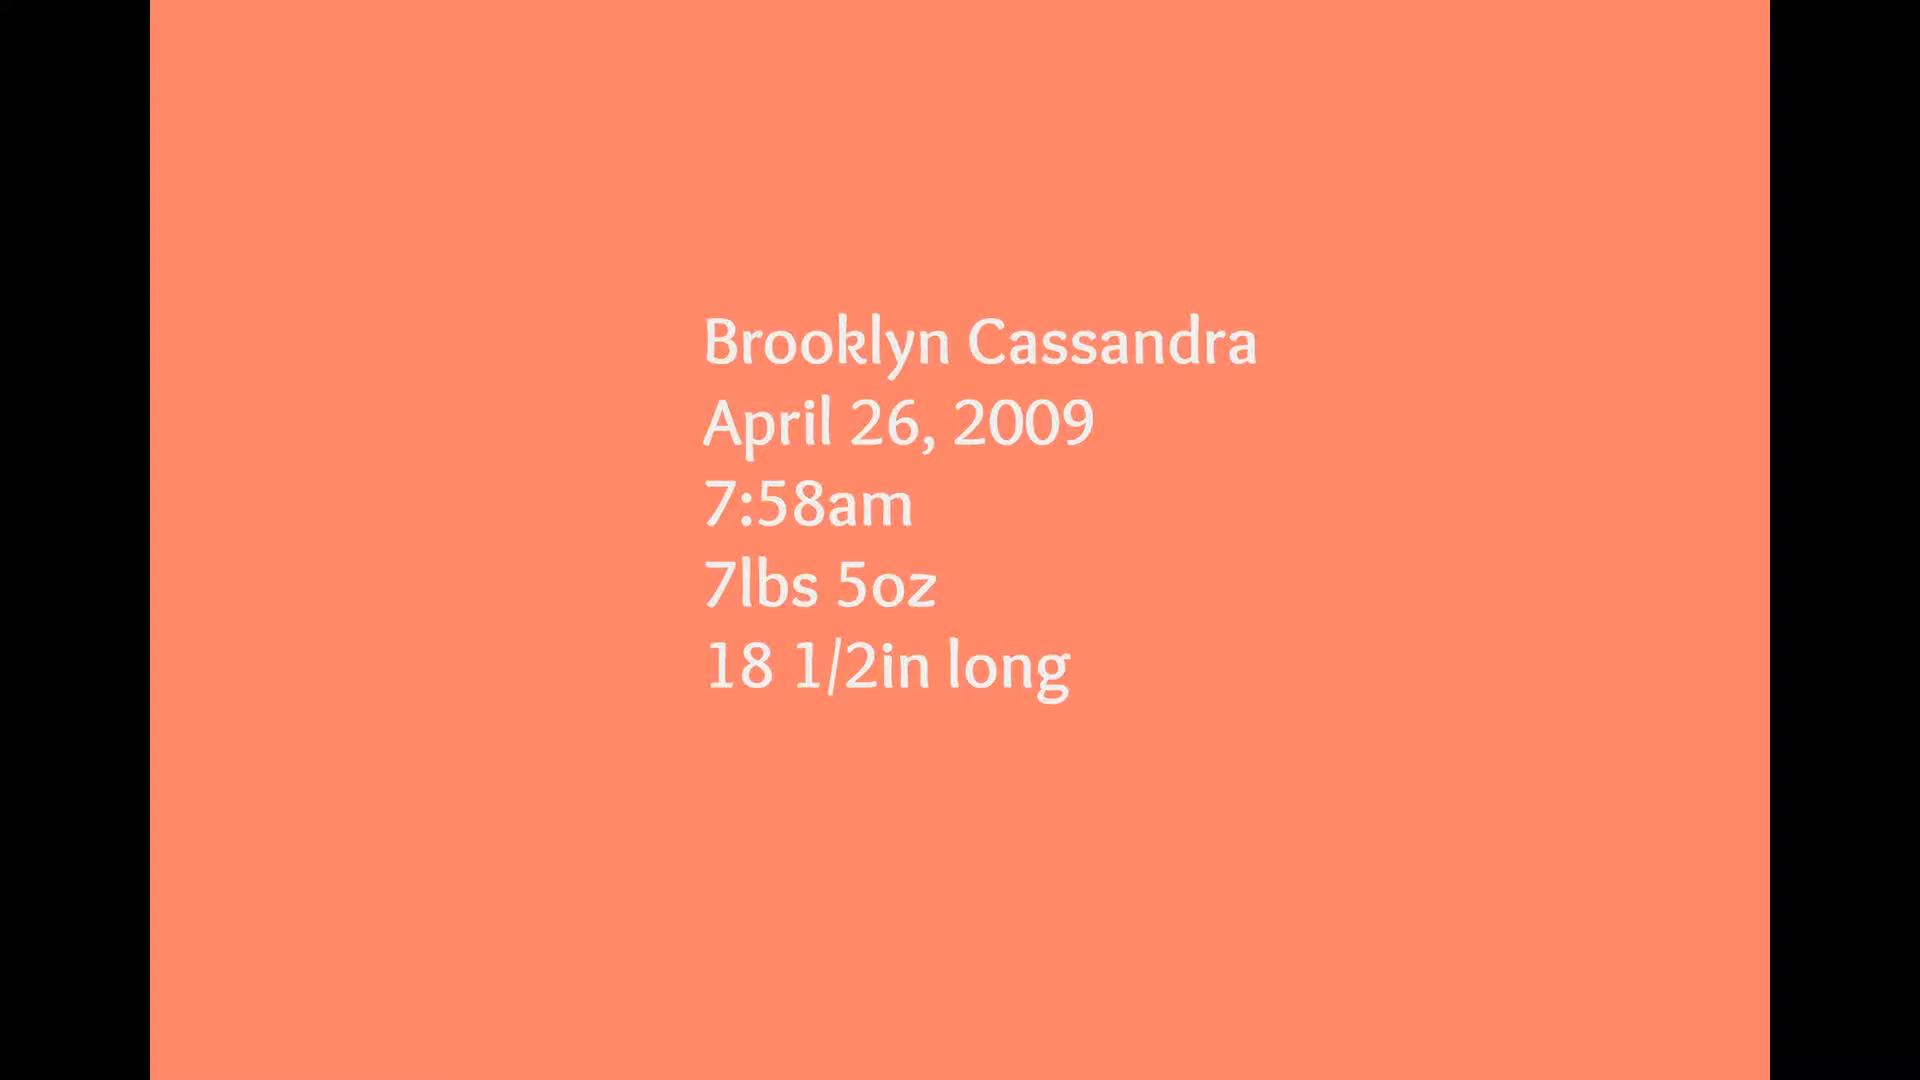 Brooklyn Cassandra
April 26, 2009
7:58am
7lbs 5oz
18 1/2in long